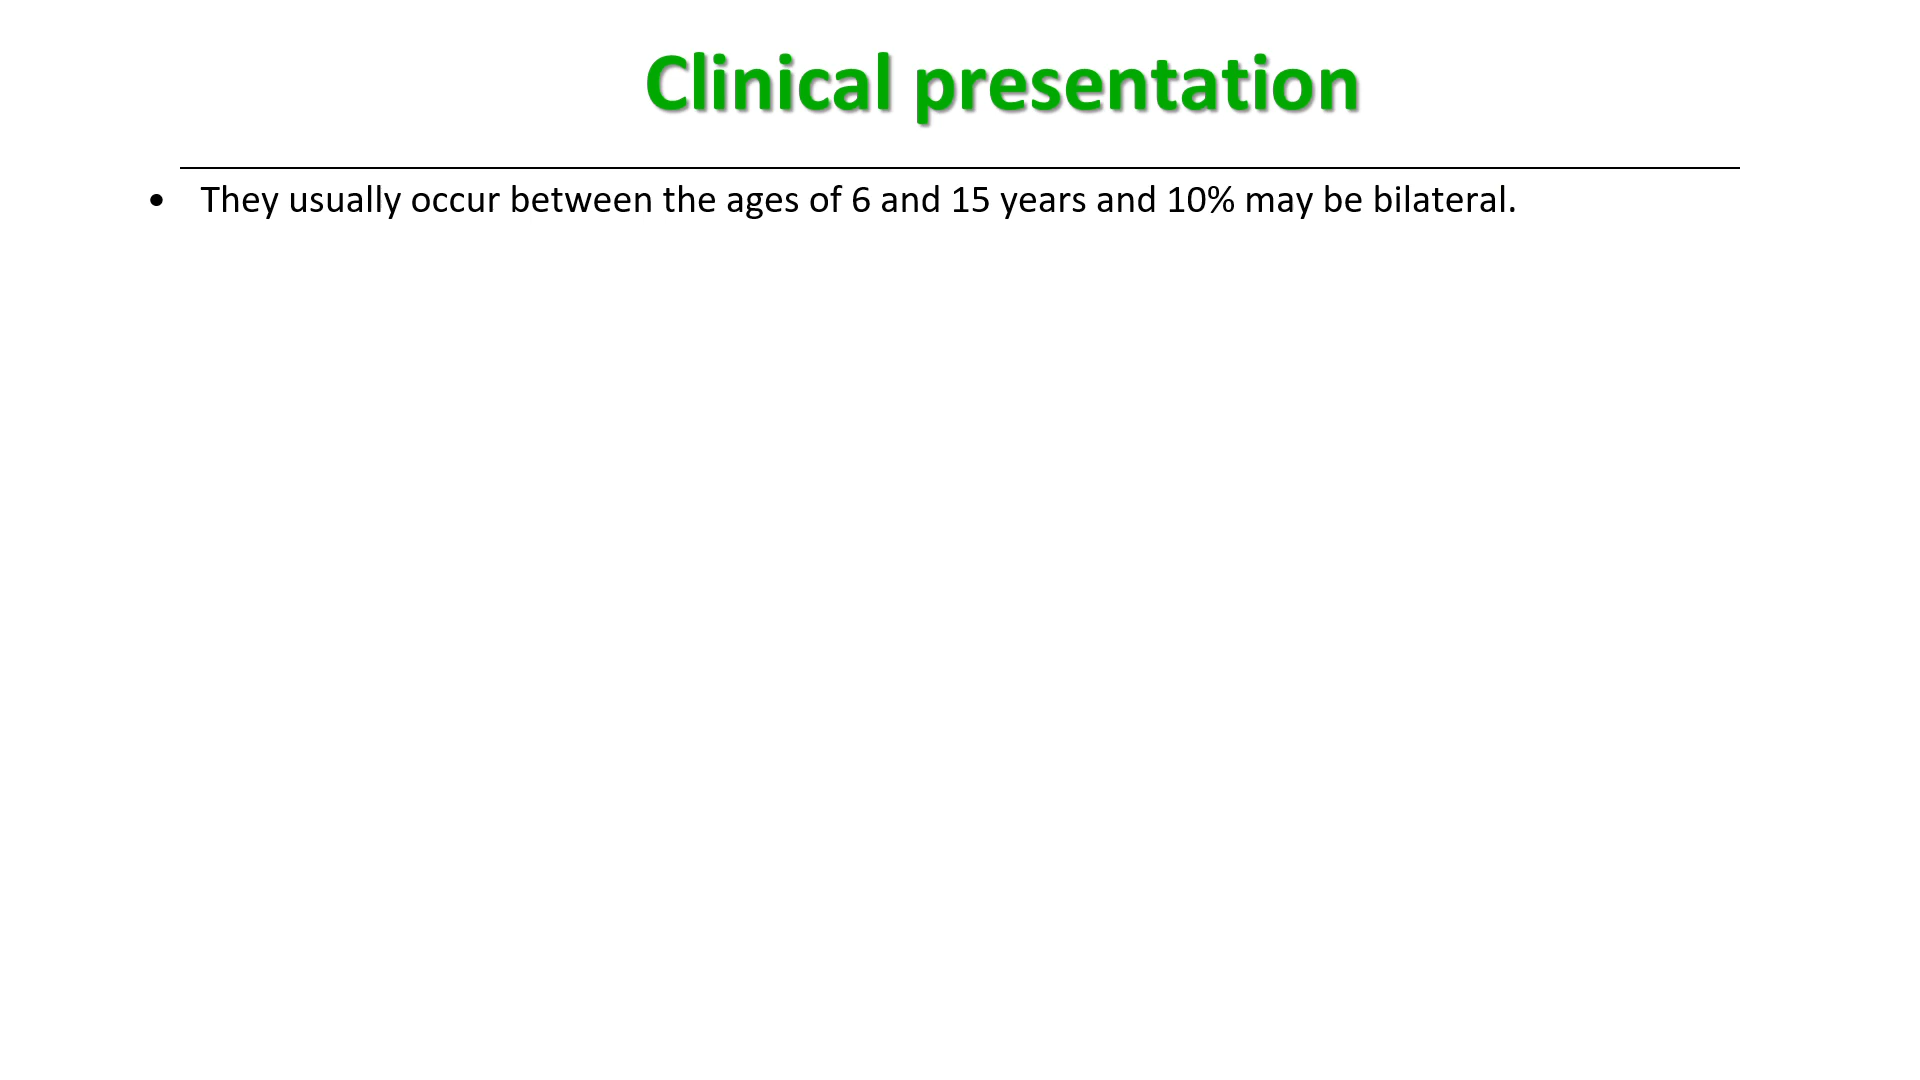 Clinical presentation
• They usually occur between the ages of 6 and 15 years and 10% may be bilateral.